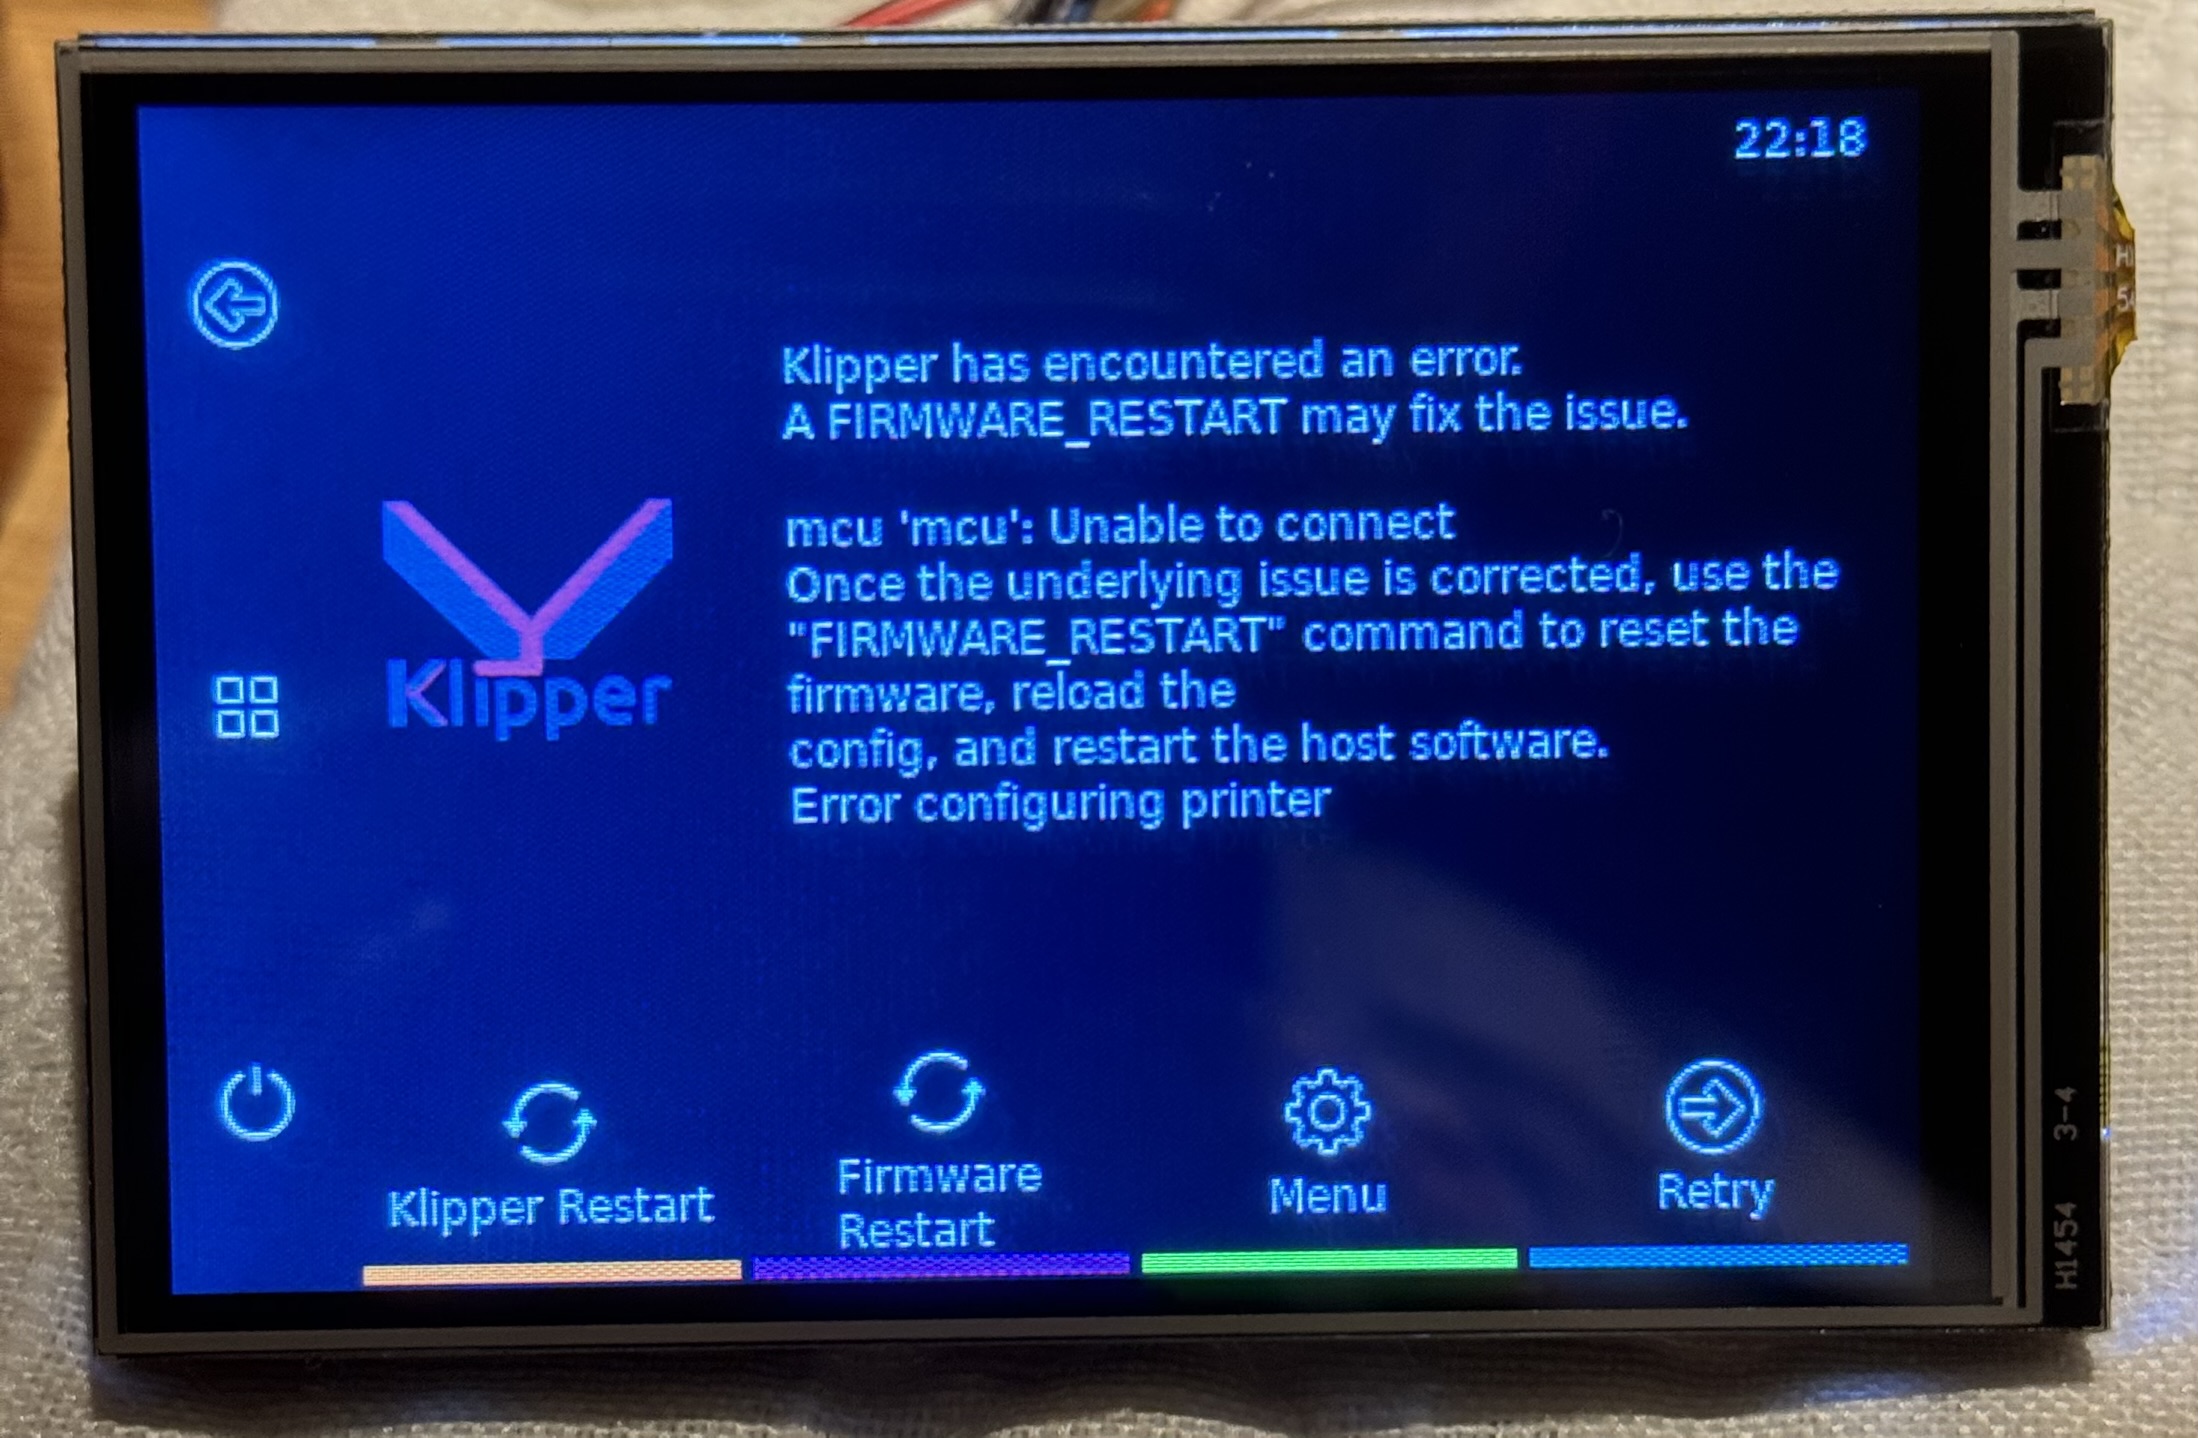 22:18
Klipper has encountered an error.
A FIRMWARE_RESTART may fix the issue.
mcu 'mcu': Unable to connect
Once the underlying issue is corrected, use the
"FIRMWARE_RESTART" command to reset the
firmware, reload the
config, and restart the host software.
Error configuring printer
Klipper
Klipper Restart
Firmware
Restart
Menu
Retry
H1454 3-4